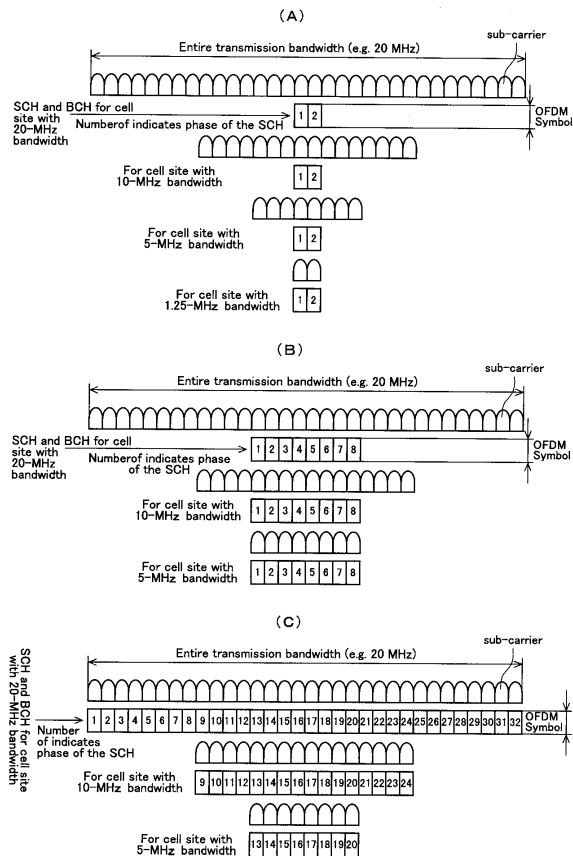 (A)
sub-carrier
Entire transmission bandwidth (e.g. 20 MHz)
SCH and BCH for cell
site with
20-MHz
bandwidth
Numberof indicates phase of the SCH
1 2
OFDM
Symbol
For cell site with
10-MHz bandwidth
1 2
For cell site with
5-MHz bandwidth
1 2
For cell site with
1.25-MHz bandwidth
1 2
(B)
sub-carrier
Entire transmission bandwidth (e.g. 20 MHz)
SCH and BCH for cell
site with
20-MHz
bandwidth
Numberof indicates phase
of the SCH
1 2 3 4 5 6 7 8
OFDM
Symbol
For cell site with
10-MHz bandwidth
1 2 3 4 5 6 7 8
For cell site with
5-MHz bandwidth
1 2 3 4 5 6 7 8
(C)
sub-carrier
Entire transmission bandwidth (e.g. 20 MHz)
SCH and BCH for cell site
with 20-MHz bandwidth
Number
of indicates
phase of the SCH
1 2 3 4 5 6 7 8 9 10 11 12 13 14 15 16 17 18 19 20 21 22 23 24 25 26 27 28 29 30 31 32
OFDM
Symbol
For cell site with
10-MHz bandwidth
9 10 11 12 13 14 15 16 17 18 19 20 21 22 23 24
For cell site with
5-MHz bandwidth
13 14 15 16 17 18 19 20